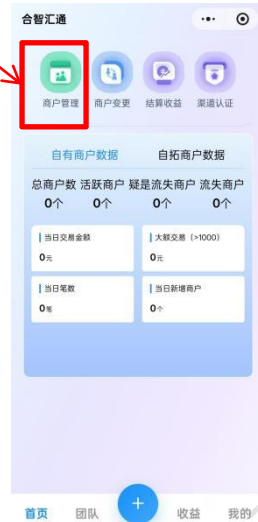 合智汇通
商户管理 商户变更 结算收益 渠道认证
自有商户数据 自拓商户数据
总商户数 活跃商户 疑是流失商户 流失商户
0个 0个 0个 0个
当日交易金额 大额交易（>1000）
0元 0元
当日笔数 当日新增商户
0笔 0个
首页 团队 + 收益 我的